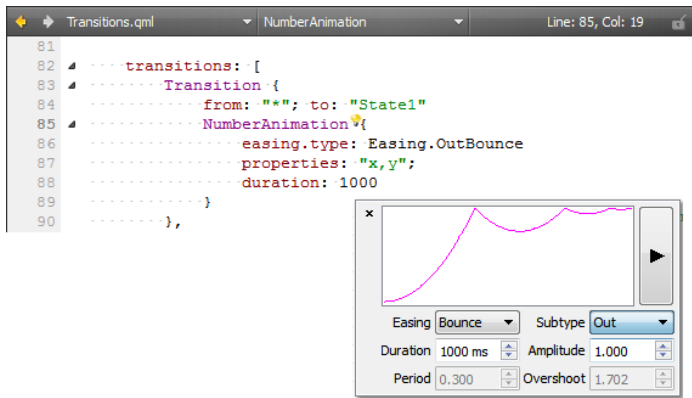 Transitions.qml NumberAnimation Line: 85, Col: 19
81
82 transitions: [
83 Transition {
84 from: "*"; to: "State1"
85 NumberAnimation {
86 easing.type: Easing.OutBounce
87 properties: "x,y";
88 duration: 1000
89 }
90 },
Easing Bounce Subtype Out
Duration 1000 ms Amplitude 1.000
Period 0.300 Overshoot 1.702